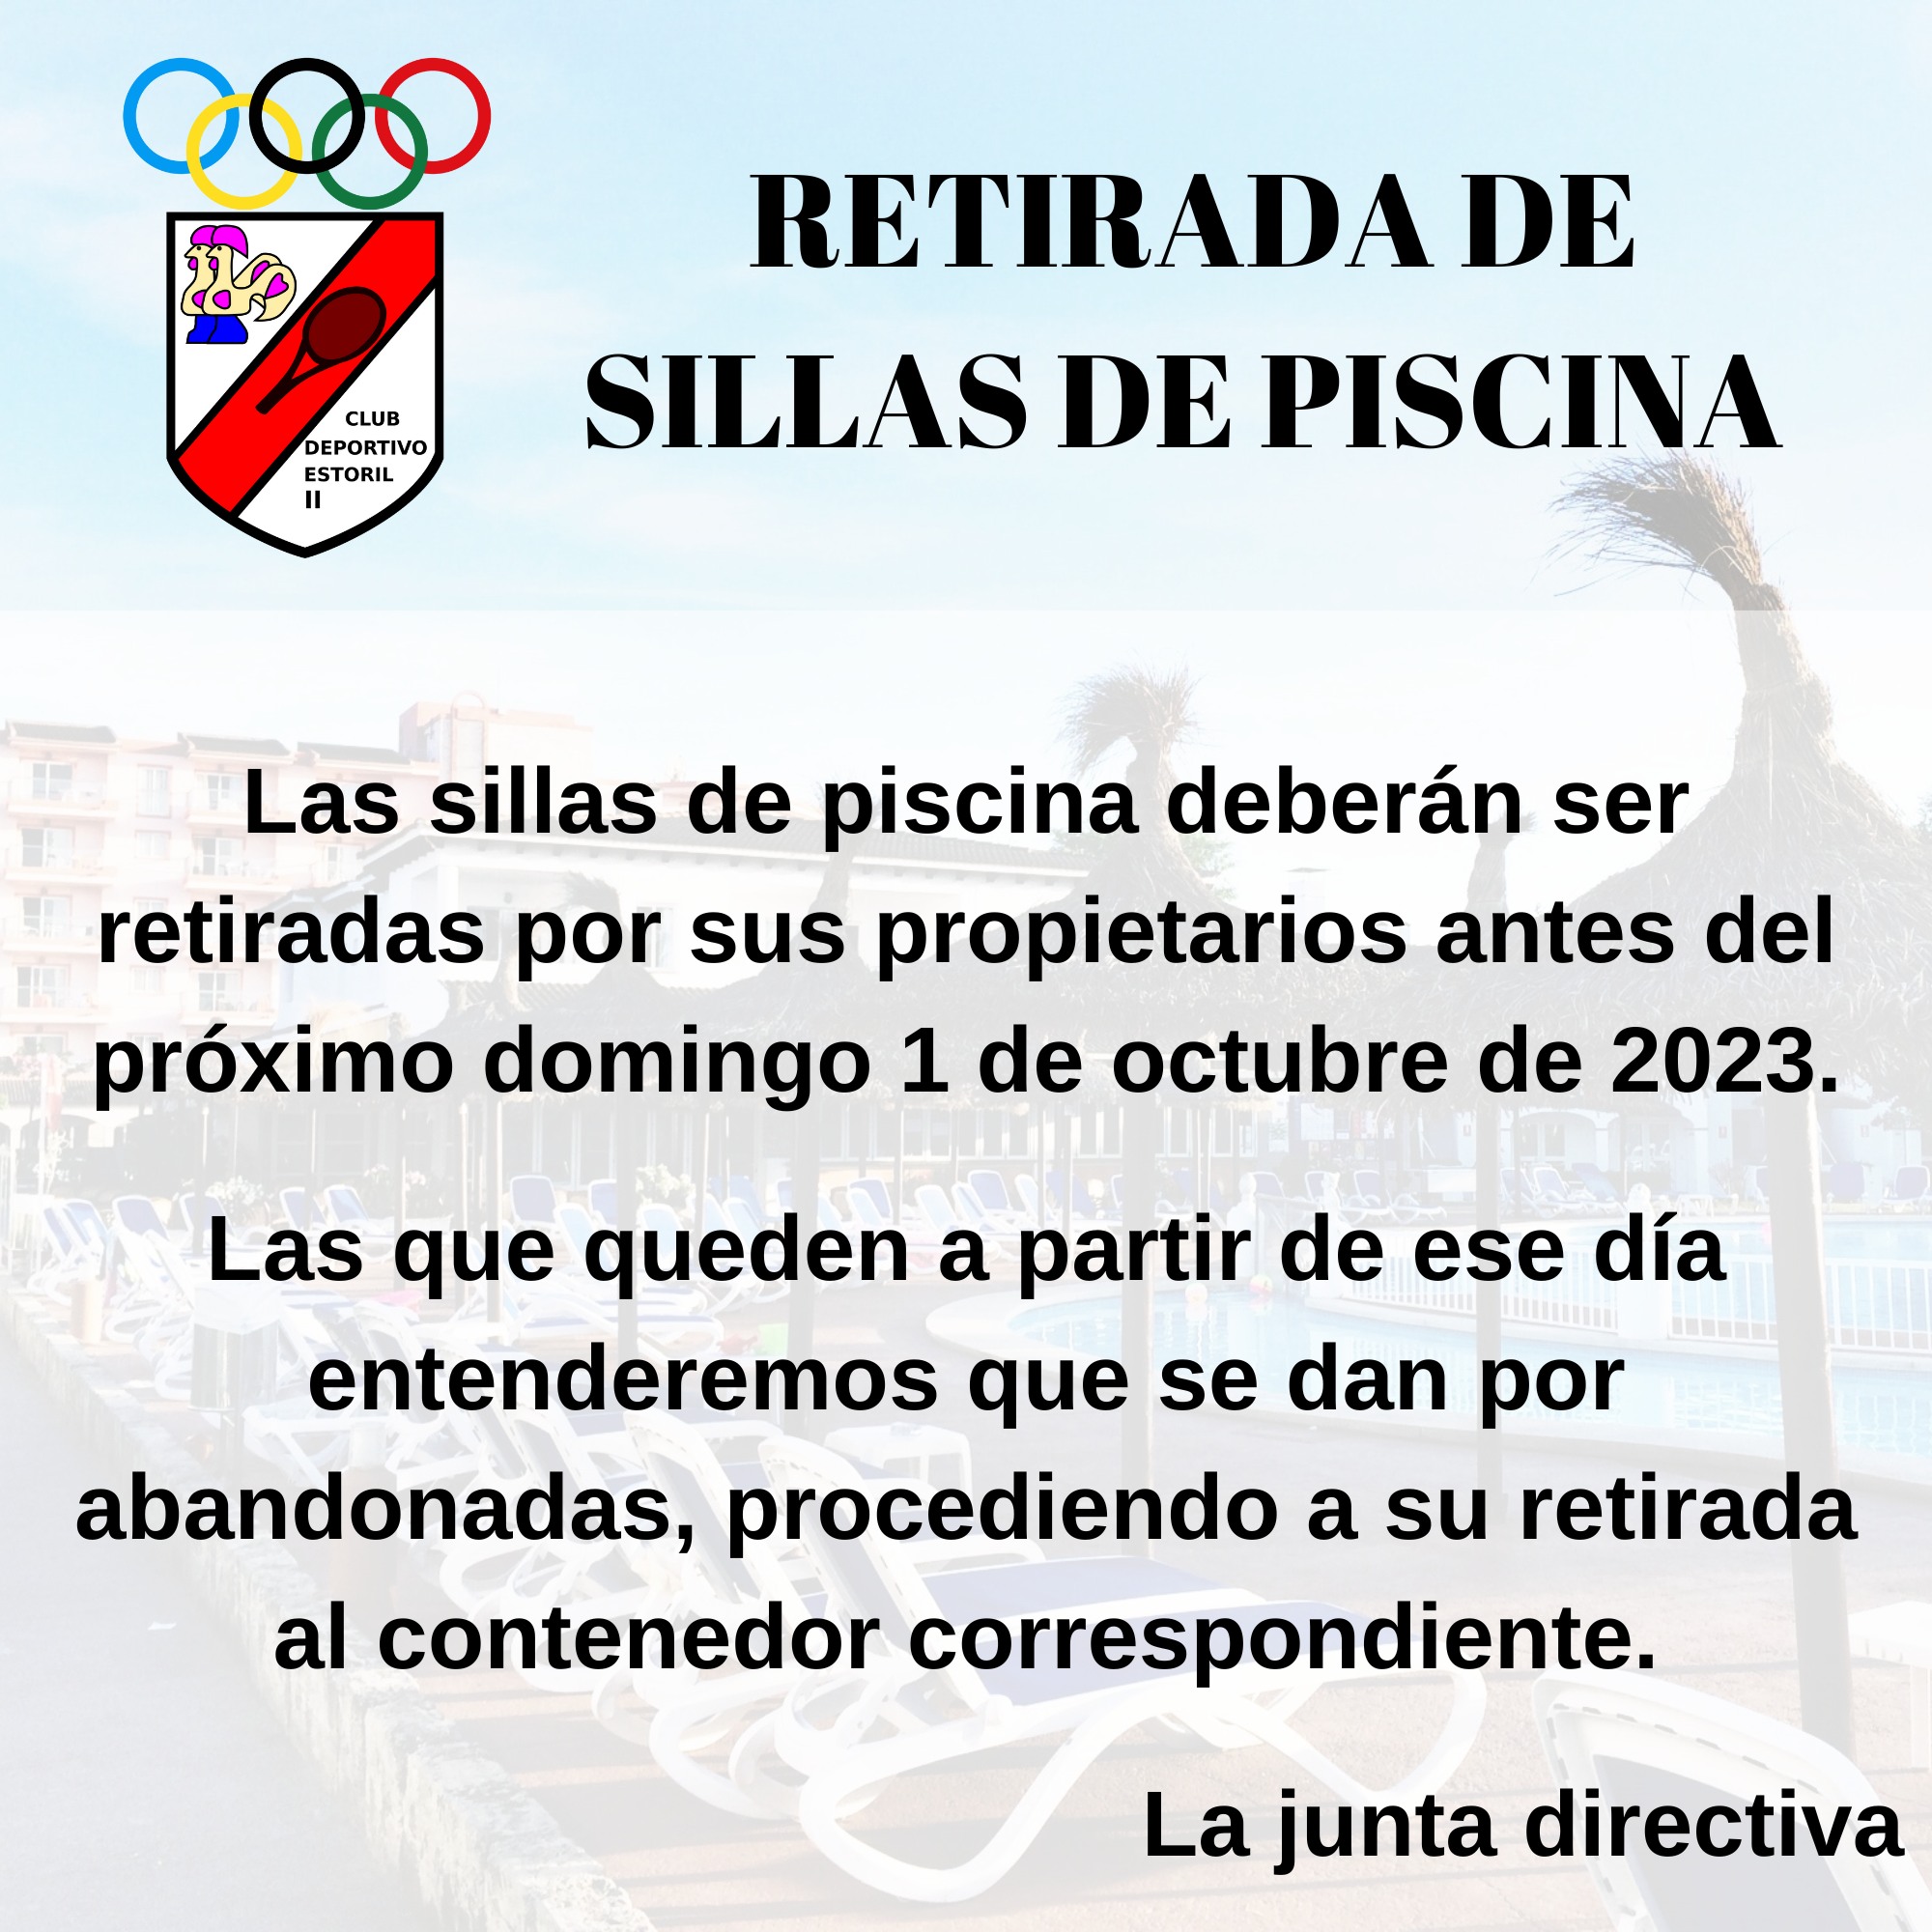 RETIRADA DE
SILLAS DE PISCINA
CLUB
DEPORTIVO
ESTORIL
II
Las sillas de piscina deberán ser
retiradas por sus propietarios antes del
próximo domingo 1 de octubre de 2023.
Las que queden a partir de ese día
entenderemos que se dan por
abandonadas, procediendo a su retirada
al contenedor correspondiente.
La junta directiva